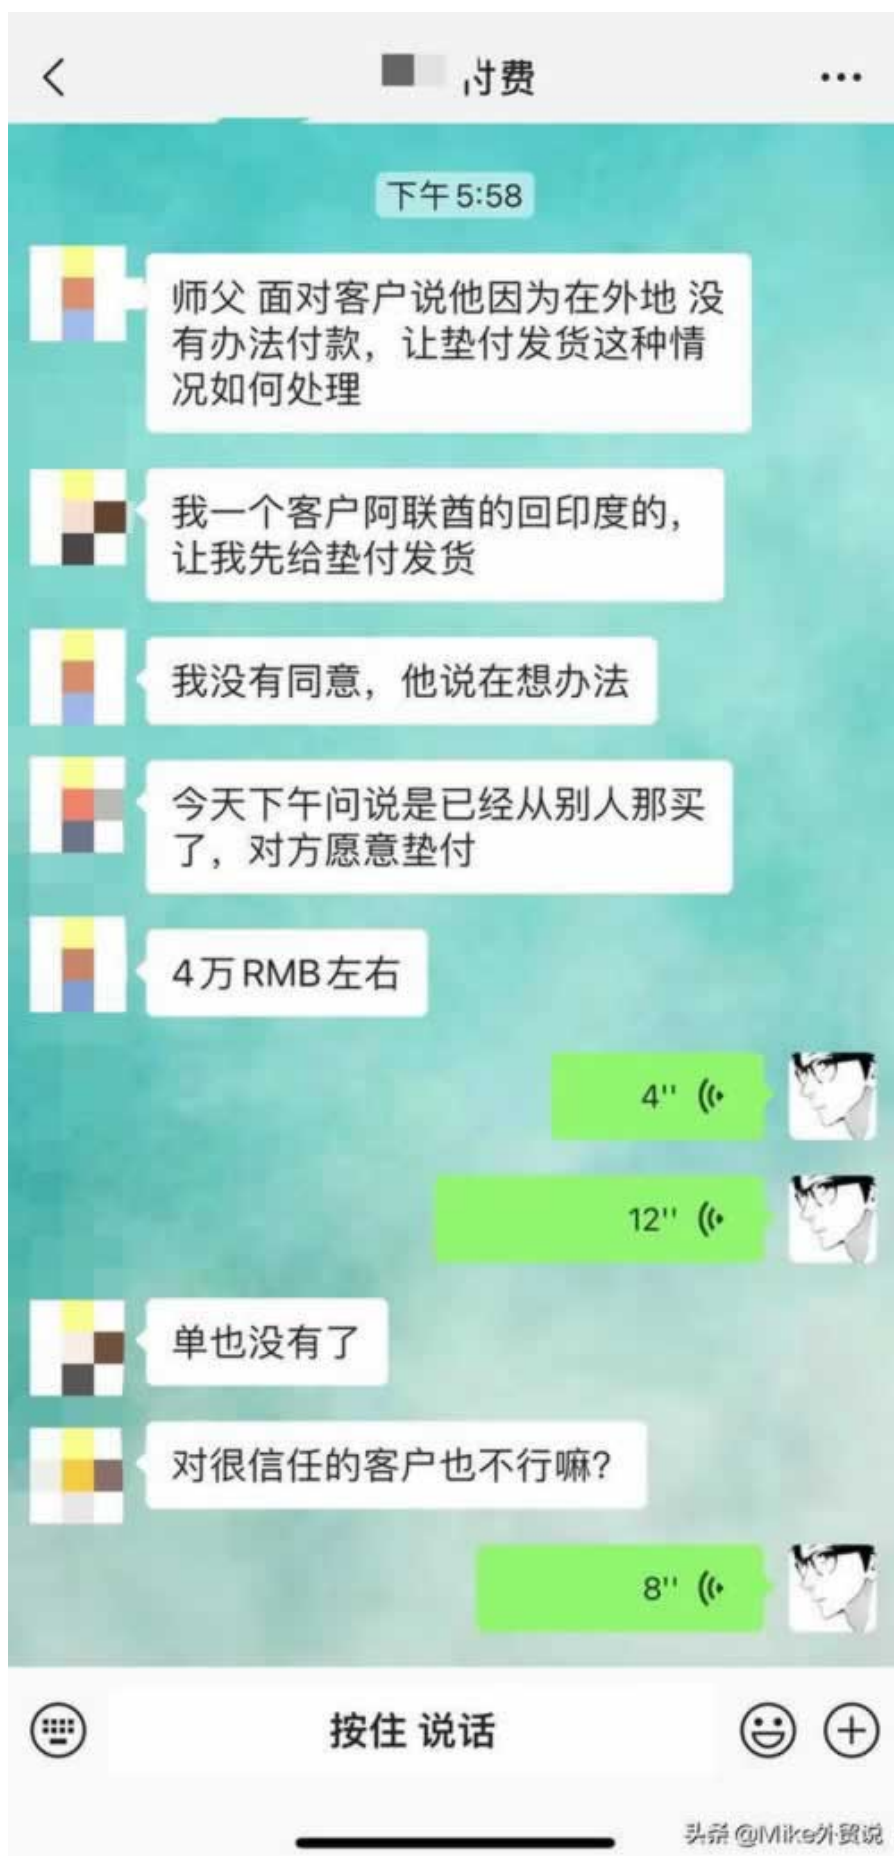 付费
下午5:58
师父 面对客户说他因为在外地 没
有办法付款，让垫付发货这种情
况如何处理
我一个客户阿联酋的回印度的，
让我先给垫付发货
我没有同意，他说在想办法
今天下午问说是已经从别人那买
了，对方愿意垫付
4万RMB左右
4''
12''
单也没有了
对很信任的客户也不行嘛?
8''
按住 说话
头条 @Mike外贸说